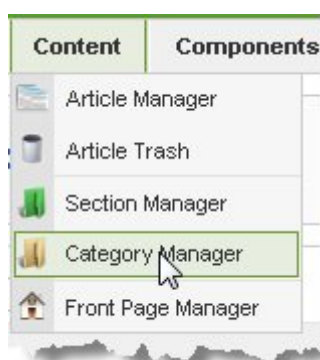 Content Components
Article Manager
Article Trash
Section Manager
Category Manager
Front Page Manager